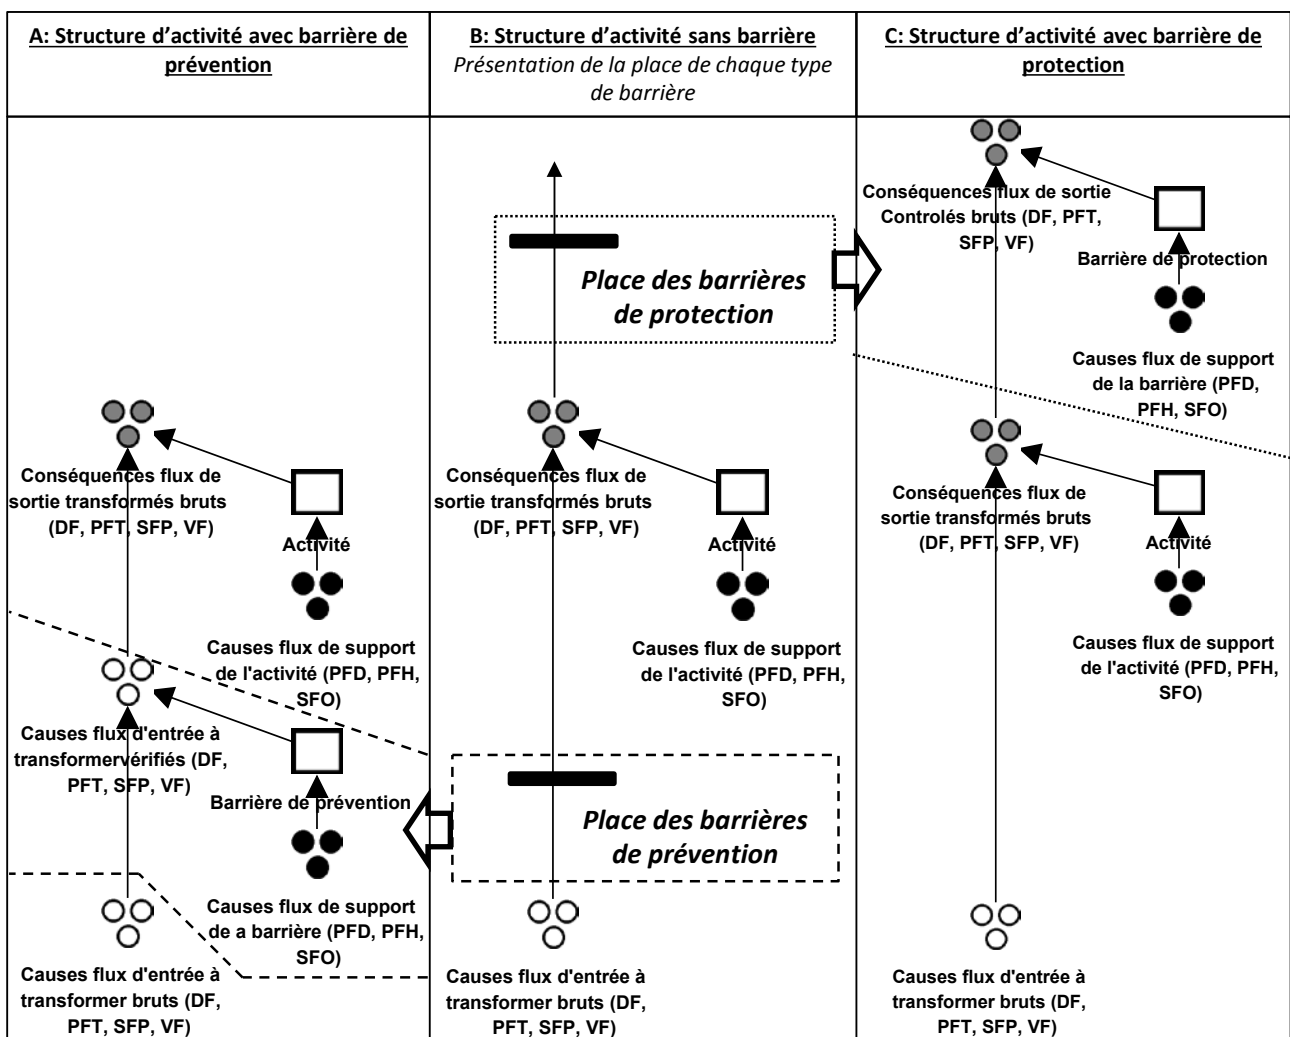 A: Structure d'activité avec barrière de
prévention
B: Structure d'activité sans barrière
Présentation de la place de chaque type
de barrière
C: Structure d'activité avec barrière de
protection
Conséquences flux de
sortie transformés bruts
(DF, PFT, SFP, VF)
Activité
Causes flux de support
de l'activité (PFD, PFH,
SFO)
Causes flux d'entrée à
transformervérifiés (DF,
PFT, SFP, VF)
Barrière de prévention
Causes flux de support
de a barrière (PFD, PFH,
SFO)
Causes flux d'entrée à
transformer bruts (DF,
PFT, SFP, VF)
Place des barrières
de protection
Conséquences flux de
sortie transformés bruts
(DF, PFT, SFP, VF)
Activité
Causes flux de support
de l'activité (PFD, PFH,
SFO)
Place des barrières
de prévention
Causes flux d'entrée à
transformer bruts (DF,
PFT, SFP, VF)
Conséquences flux de sortie
Controlés bruts (DF, PFT,
SFP, VF)
Barrière de protection
Causes flux de support
de la barrière (PFD,
PFH, SFO)
Conséquences flux de
sortie transformés bruts
(DF, PFT, SFP, VF)
Activité
Causes flux de support
de l'activité (PFD, PFH,
SFO)
Causes flux d'entrée à
transformer bruts (DF,
PFT, SFP, VF)